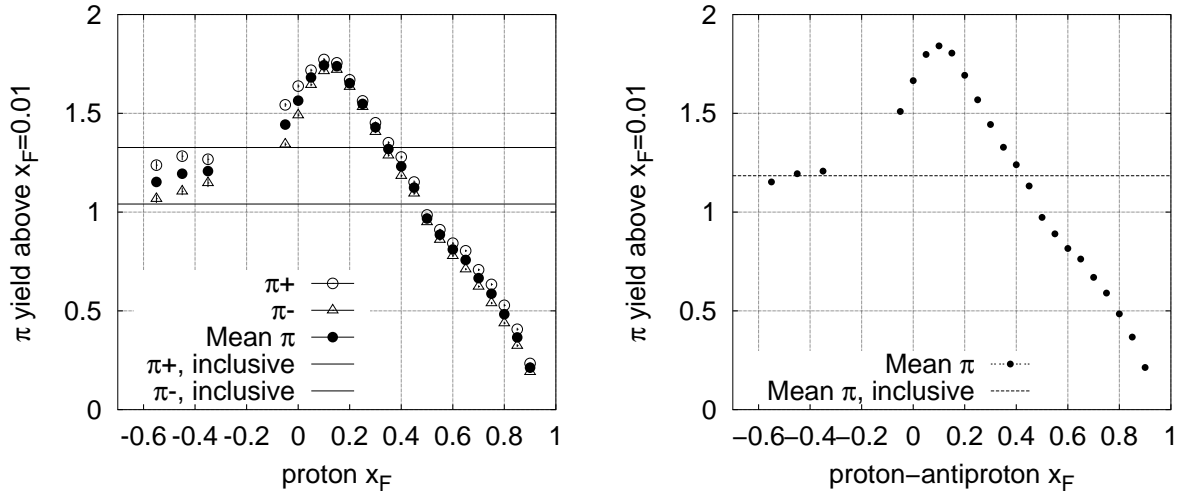 2
1.5
1
0.5
0
π yield above x_F=0.01
π+
π-
Mean π
π+, inclusive
π-, inclusive
-0.6 -0.4 -0.2 0 0.2 0.4 0.6 0.8 1
proton x_F
2
1.5
1
0.5
0
π yield above x_F=0.01
Mean π
Mean π, inclusive
−0.6 −0.4 −0.2 0 0.2 0.4 0.6 0.8 1
proton−antiproton x_F